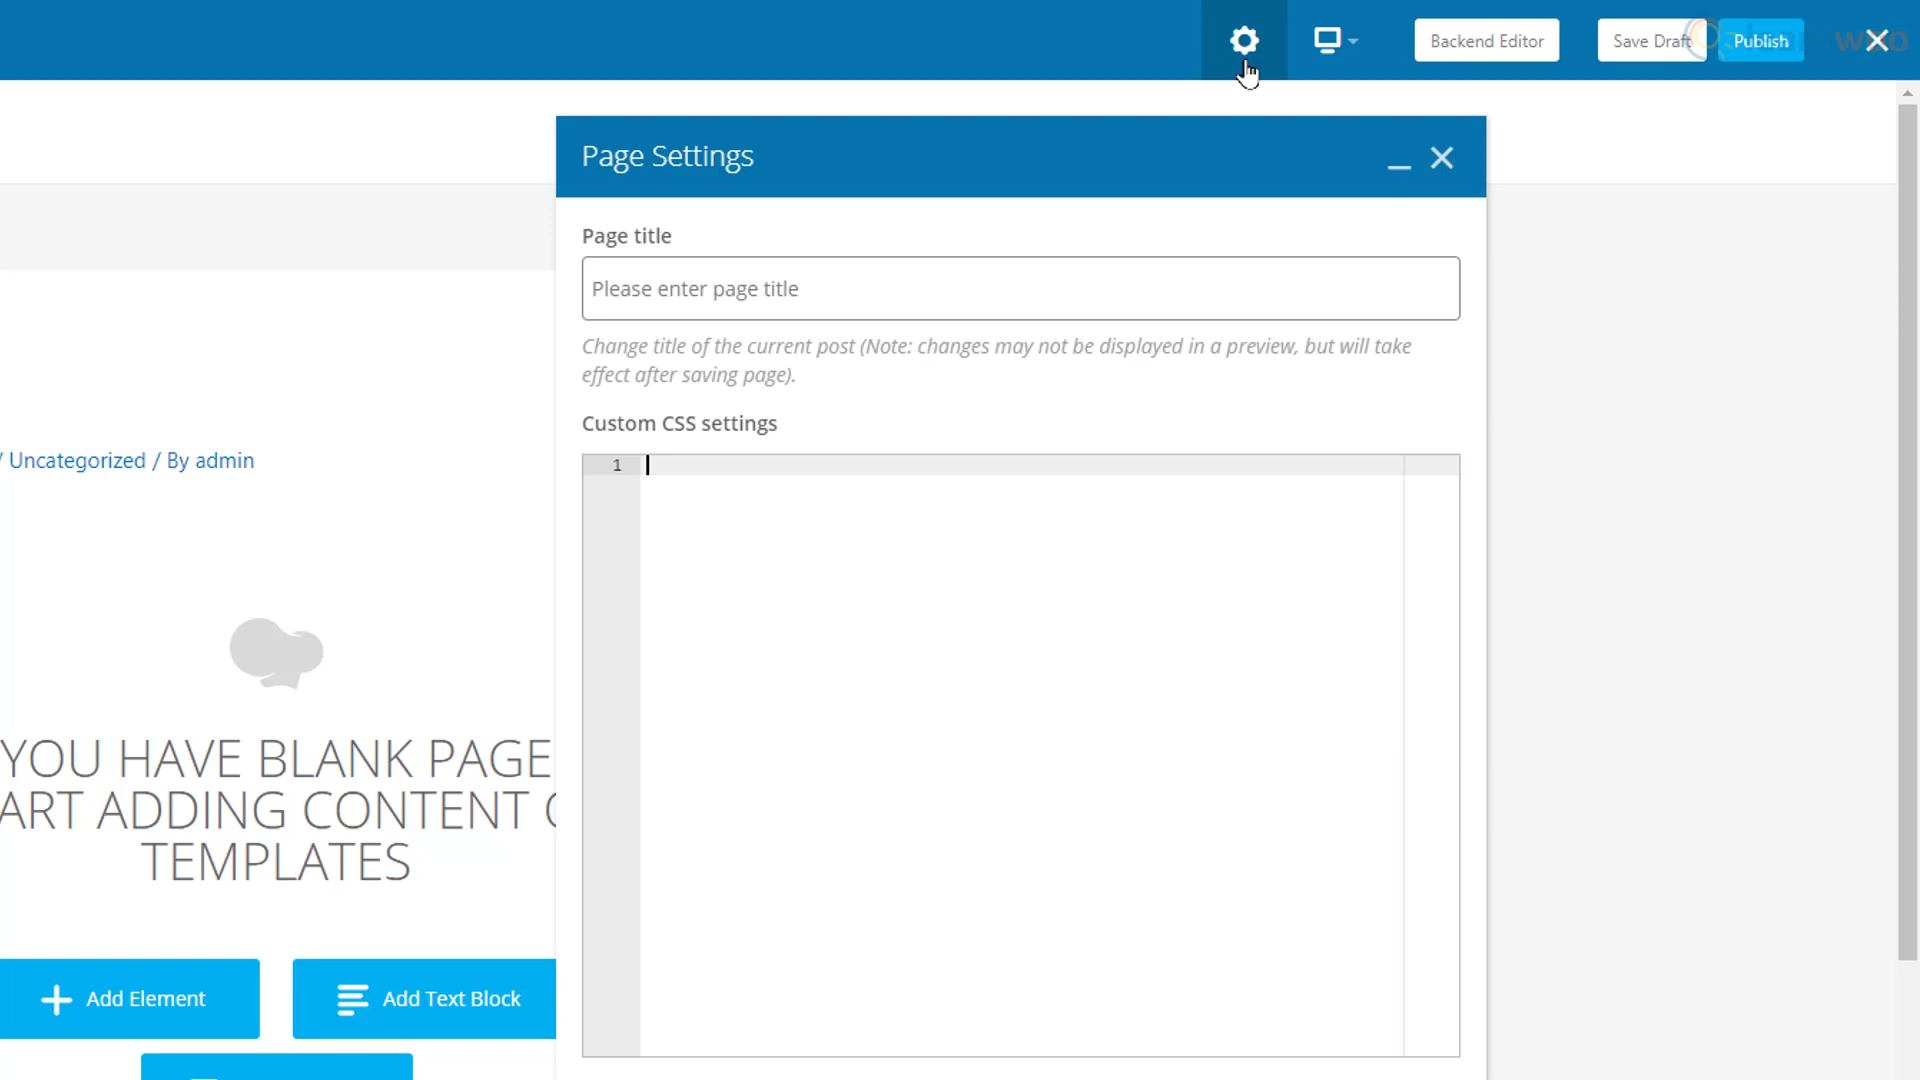 Backend Editor
Save Draft
Publish
Page Settings
Page title
Please enter page title
Change title of the current post (Note: changes may not be displayed in a preview, but will take
effect after saving page).
Custom CSS settings
1
/ Uncategorized / By admin
YOU HAVE BLANK PAGE
ART ADDING CONTENT O
TEMPLATES
Add Element
Add Text Block